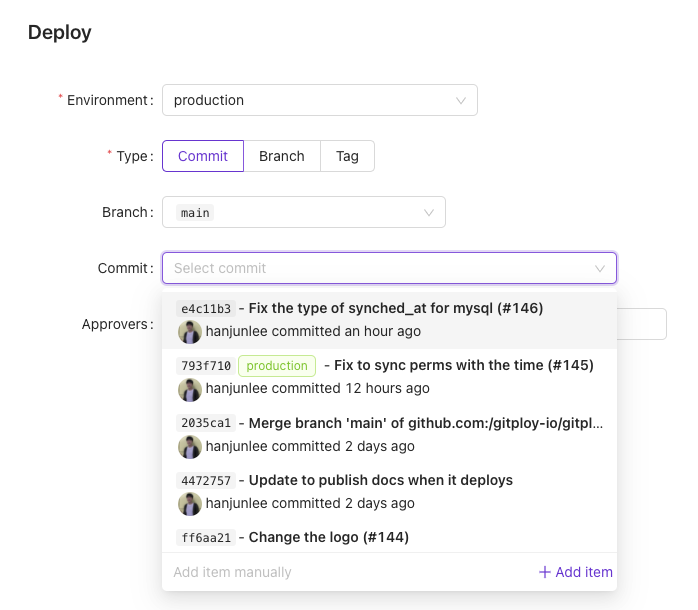 Deploy
* Environment: production
* Type: Commit Branch Tag
Branch: main
Commit: Select commit
e4c11b3 - Fix the type of synched_at for mysql (#146)
hanjunlee committed an hour ago
Approvers:
793f710 production - Fix to sync perms with the time (#145)
hanjunlee committed 12 hours ago
2035ca1 - Merge branch 'main' of github.com:/gitploy-io/gitpl...
hanjunlee committed 2 days ago
4472757 - Update to publish docs when it deploys
hanjunlee committed 2 days ago
ff6aa21 - Change the logo (#144)
Add item manually + Add item